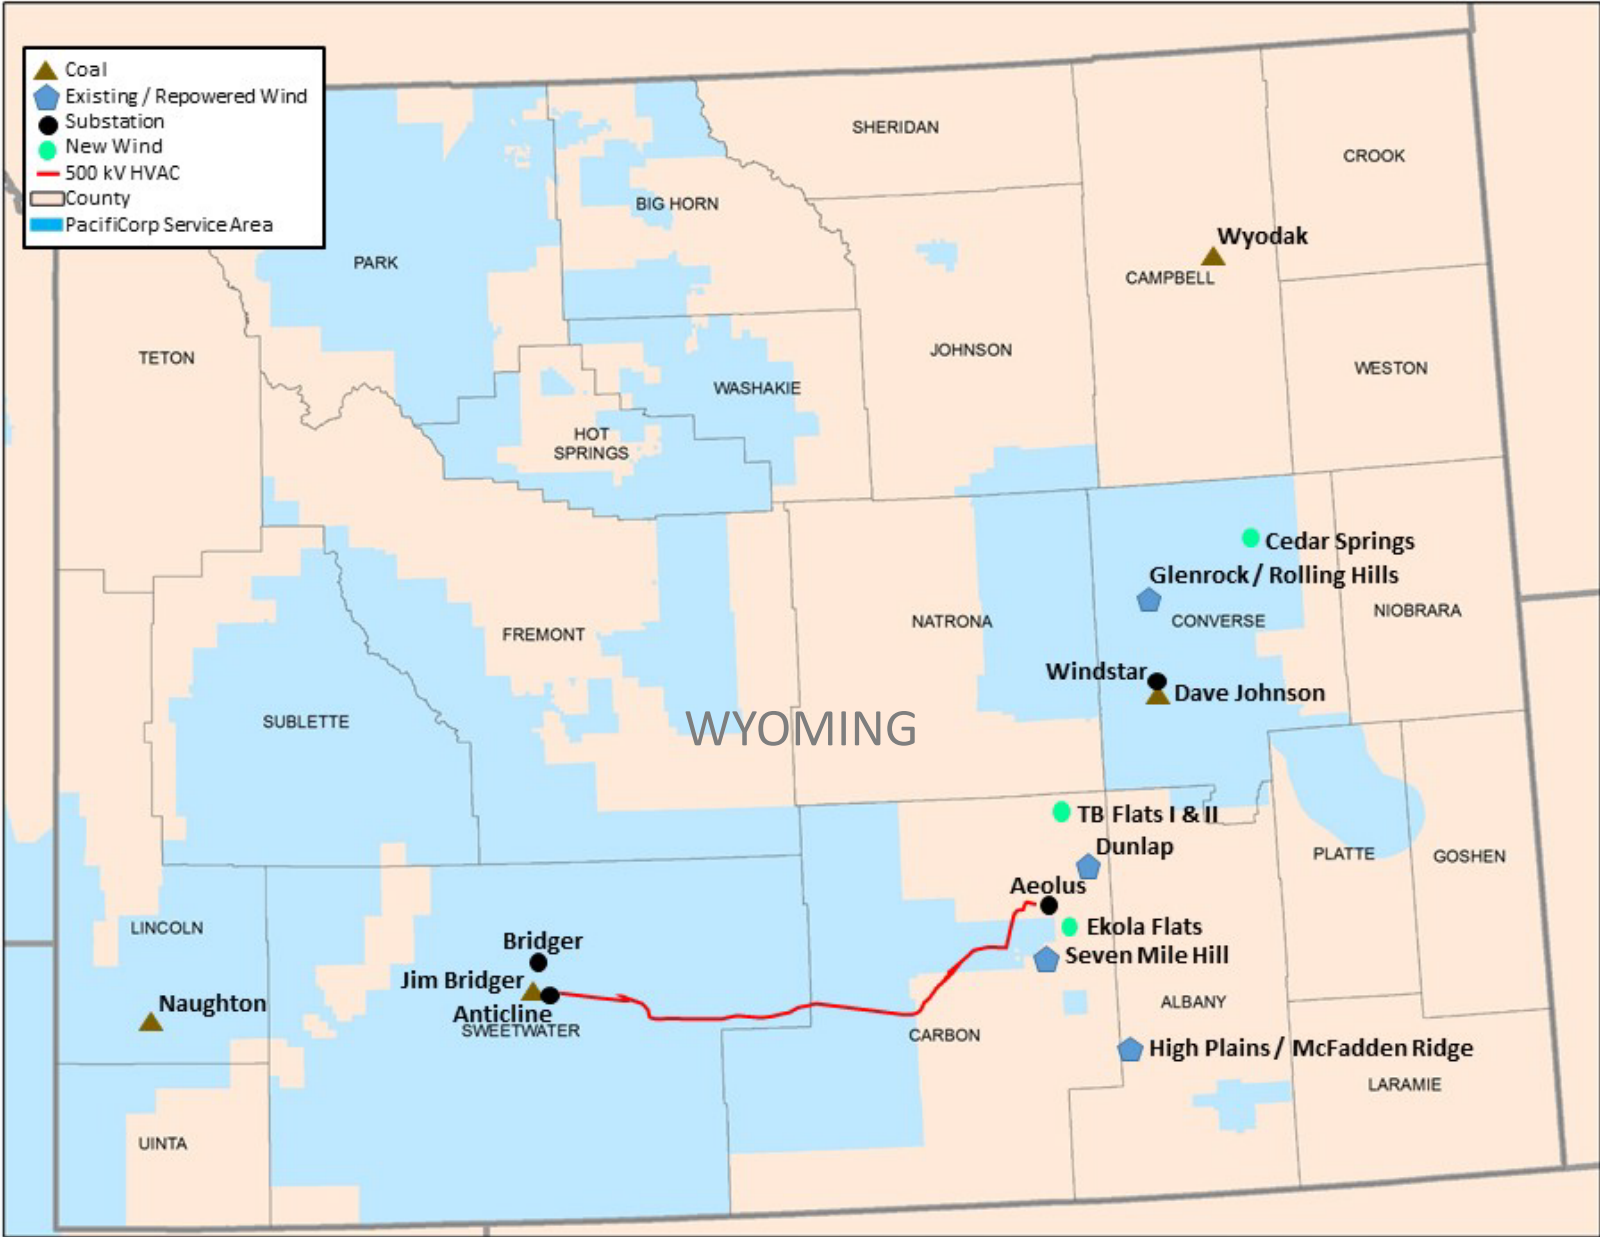 Coal
Existing / Repowered Wind
Substation
New Wind
500 kV HVAC
County
PacifiCorp Service Area
SHERIDAN
CROOK
BIG HORN
PARK
Wyodak
CAMPBELL
TETON
JOHNSON
WESTON
WASHAKIE
HOT
SPRINGS
Cedar Springs
Glenrock / Rolling Hills
NIOBRARA
CONVERSE
NATRONA
FREMONT
Windstar
Dave Johnson
SUBLETTE
WYOMING
TB Flats I & II
Dunlap
PLATTE
GOSHEN
Aeolus
LINCOLN
Ekola Flats
Bridger
Seven Mile Hill
Jim Bridger
Naughton
ALBANY
Anticline
SWEETWATER
CARBON
High Plains / McFadden Ridge
LARAMIE
UINTA